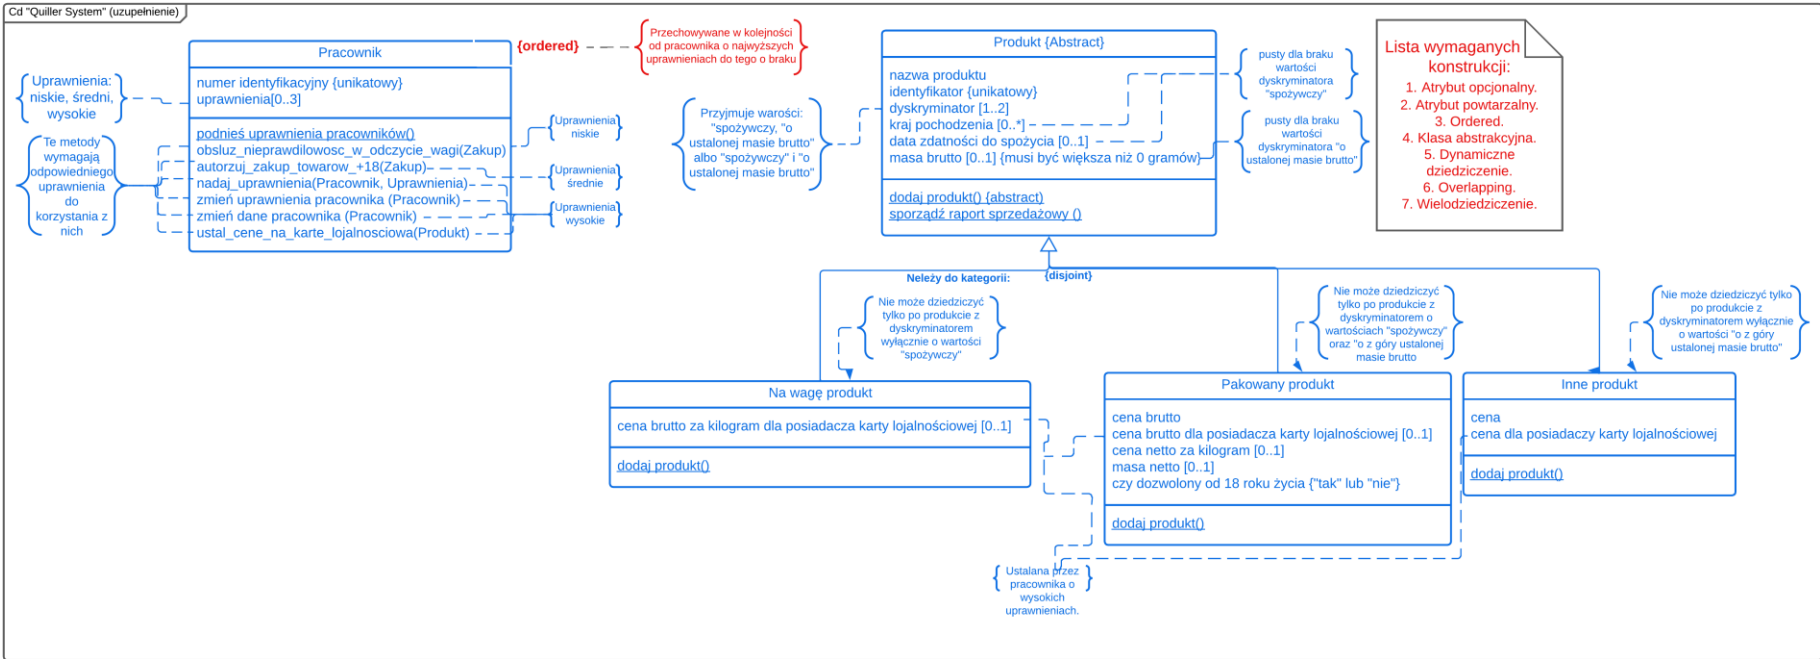 Cd "Quiller System" (uzupełnienie)
Pracownik
numer identyfikacyjny {unikatowy}
uprawnienia[0..3]
podnieś uprawnienia pracowników()
obsluz_nieprawdilowosc_w_odczycie_wagi(Zakup)
autorzuj_zakup_towarow_+18(Zakup)
nadaj_uprawnienia(Pracownik, Uprawnienia)
zmień uprawnienia pracownika (Pracownik)
zmień dane pracownika (Pracownik)
ustal_cene_na_karte_lojalnosciowa(Produkt)
Uprawnienia:
niskie, średni,
wysokie
Te metody
wymagają
odpowiedniego
uprawnienia
do
korzystania z
nich
{ordered}
Przechowywane w kolejności
od pracownika o najwyższych
uprawnieniach do tego o braku
Uprawnienia
niskie
Uprawnienia
średnie
Uprawnienia
wysokie
Przyjmuje warości:
"spożywczy, "o
ustalonej masie brutto"
albo "spożywczy" i "o
ustalonej masie brutto"
Produkt {Abstract}
nazwa produktu
identyfikator {unikatowy}
dyskryminator [1..2]
kraj pochodzenia [0..*]
data zdatności do spożycia [0..1]
masa brutto [0..1] {musi być większa niż 0 gramów}
dodaj produkt() {abstract}
sporządź raport sprzedażowy ()
pusty dla braku
wartości
dyskryminatora
"spożywczy"
pusty dla braku
wartości
dyskryminatora "o
ustalonej masie brutto"
Lista wymaganych
konstrukcji:
1. Atrybut opcjonalny.
2. Atrybut powtarzalny.
3. Ordered.
4. Klasa abstrakcyjna.
5. Dynamiczne
dziedziczenie.
6. Overlapping.
7. Wielodziedziczenie.
Neleży do kategorii:
{disjoint}
Nie może dziedziczyć
tylko po produkcie z
dyskryminatorem
wyłącznie o wartości
"spożywczy"
Nie może dziedziczyć
tylko po produkcie z
dyskryminatorem o
wartościach "spożywczy"
oraz "o z góry ustalonej
masie brutto
Nie może dziedziczyć tylko
po produkcie z
dyskryminatorem wyłącznie
o wartości "o z góry
ustalonej masie brutto"
Na wagę produkt
cena brutto za kilogram dla posiadacza karty lojalnościowej [0..1]
dodaj produkt()
Pakowany produkt
cena brutto
cena brutto dla posiadacza karty lojalnościowej [0..1]
cena netto za kilogram [0..1]
masa netto [0..1]
czy dozwolony od 18 roku życia {"tak" lub "nie"}
dodaj produkt()
Inne produkt
cena
cena dla posiadaczy karty lojalnościowej
dodaj produkt()
Ustalana przez
pracownika o
wysokich
uprawnieniach.